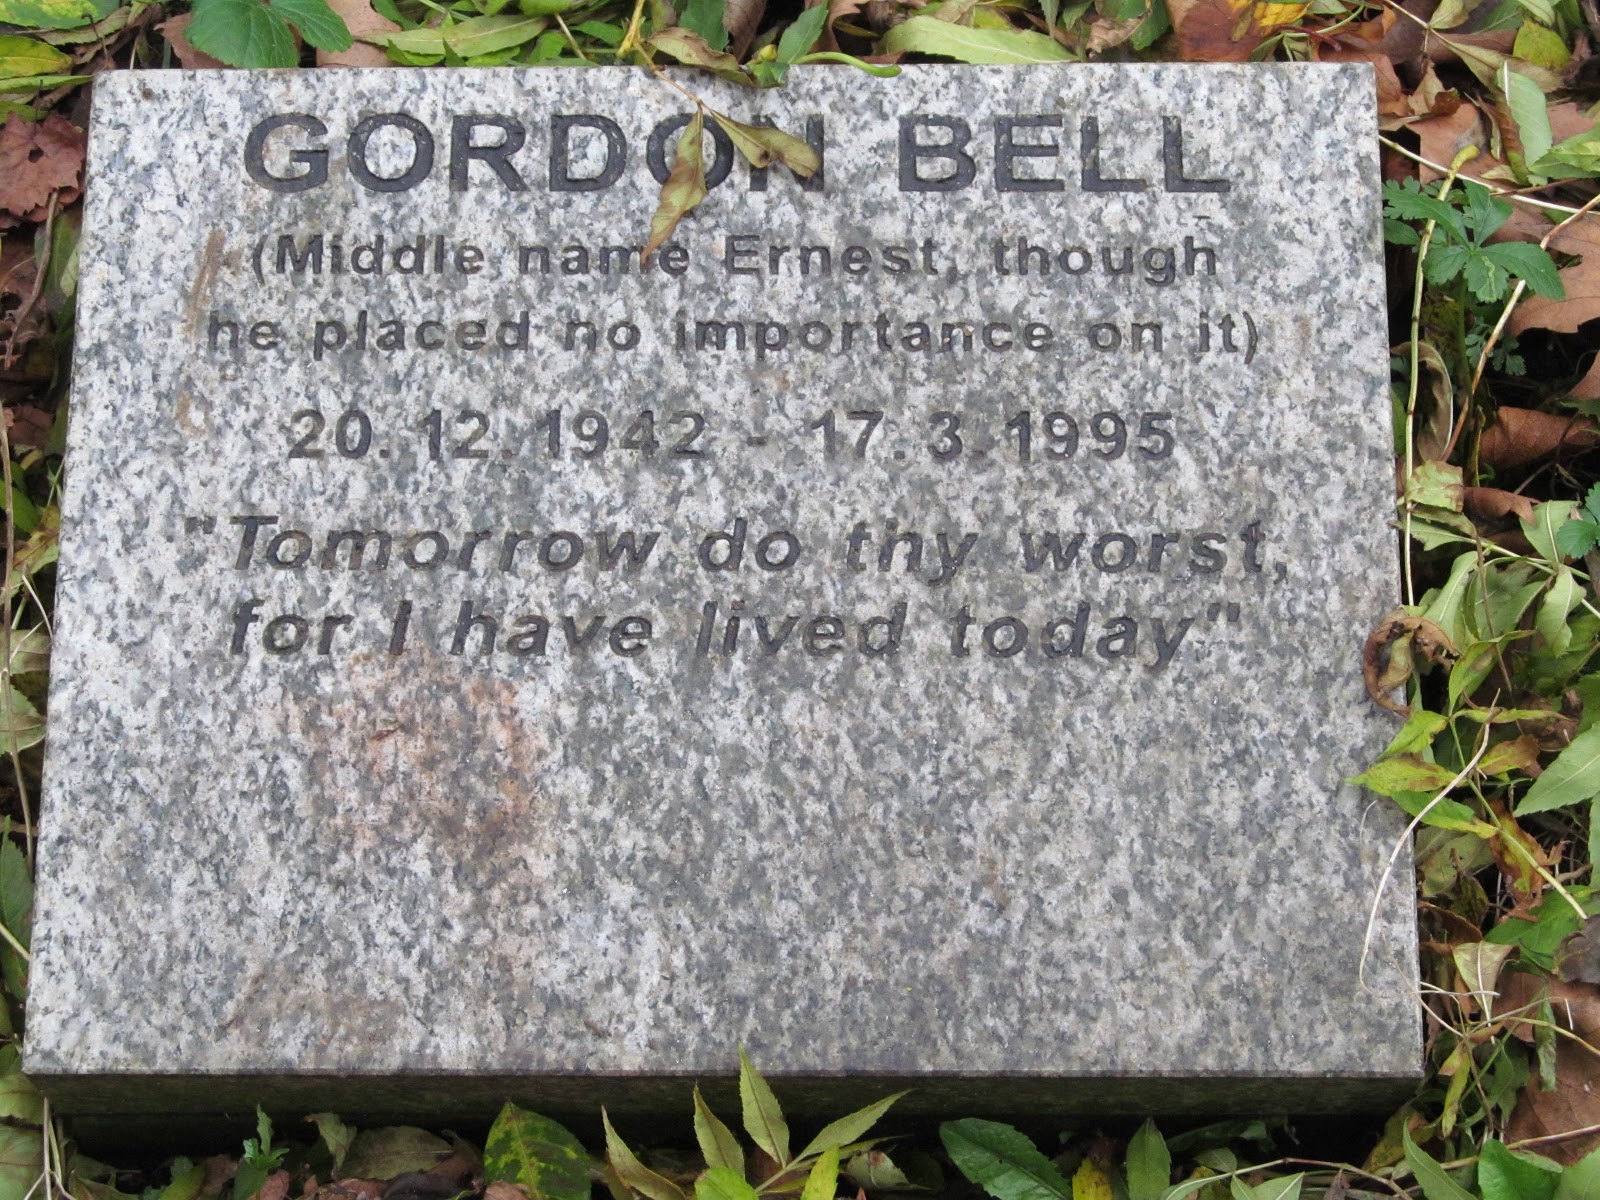 GORDON BELL
(Middle name Ernest, though
he placed no importance on it)
20.12.1942 - 17.3.1995
"Tomorrow do thy worst,
for I have lived today"